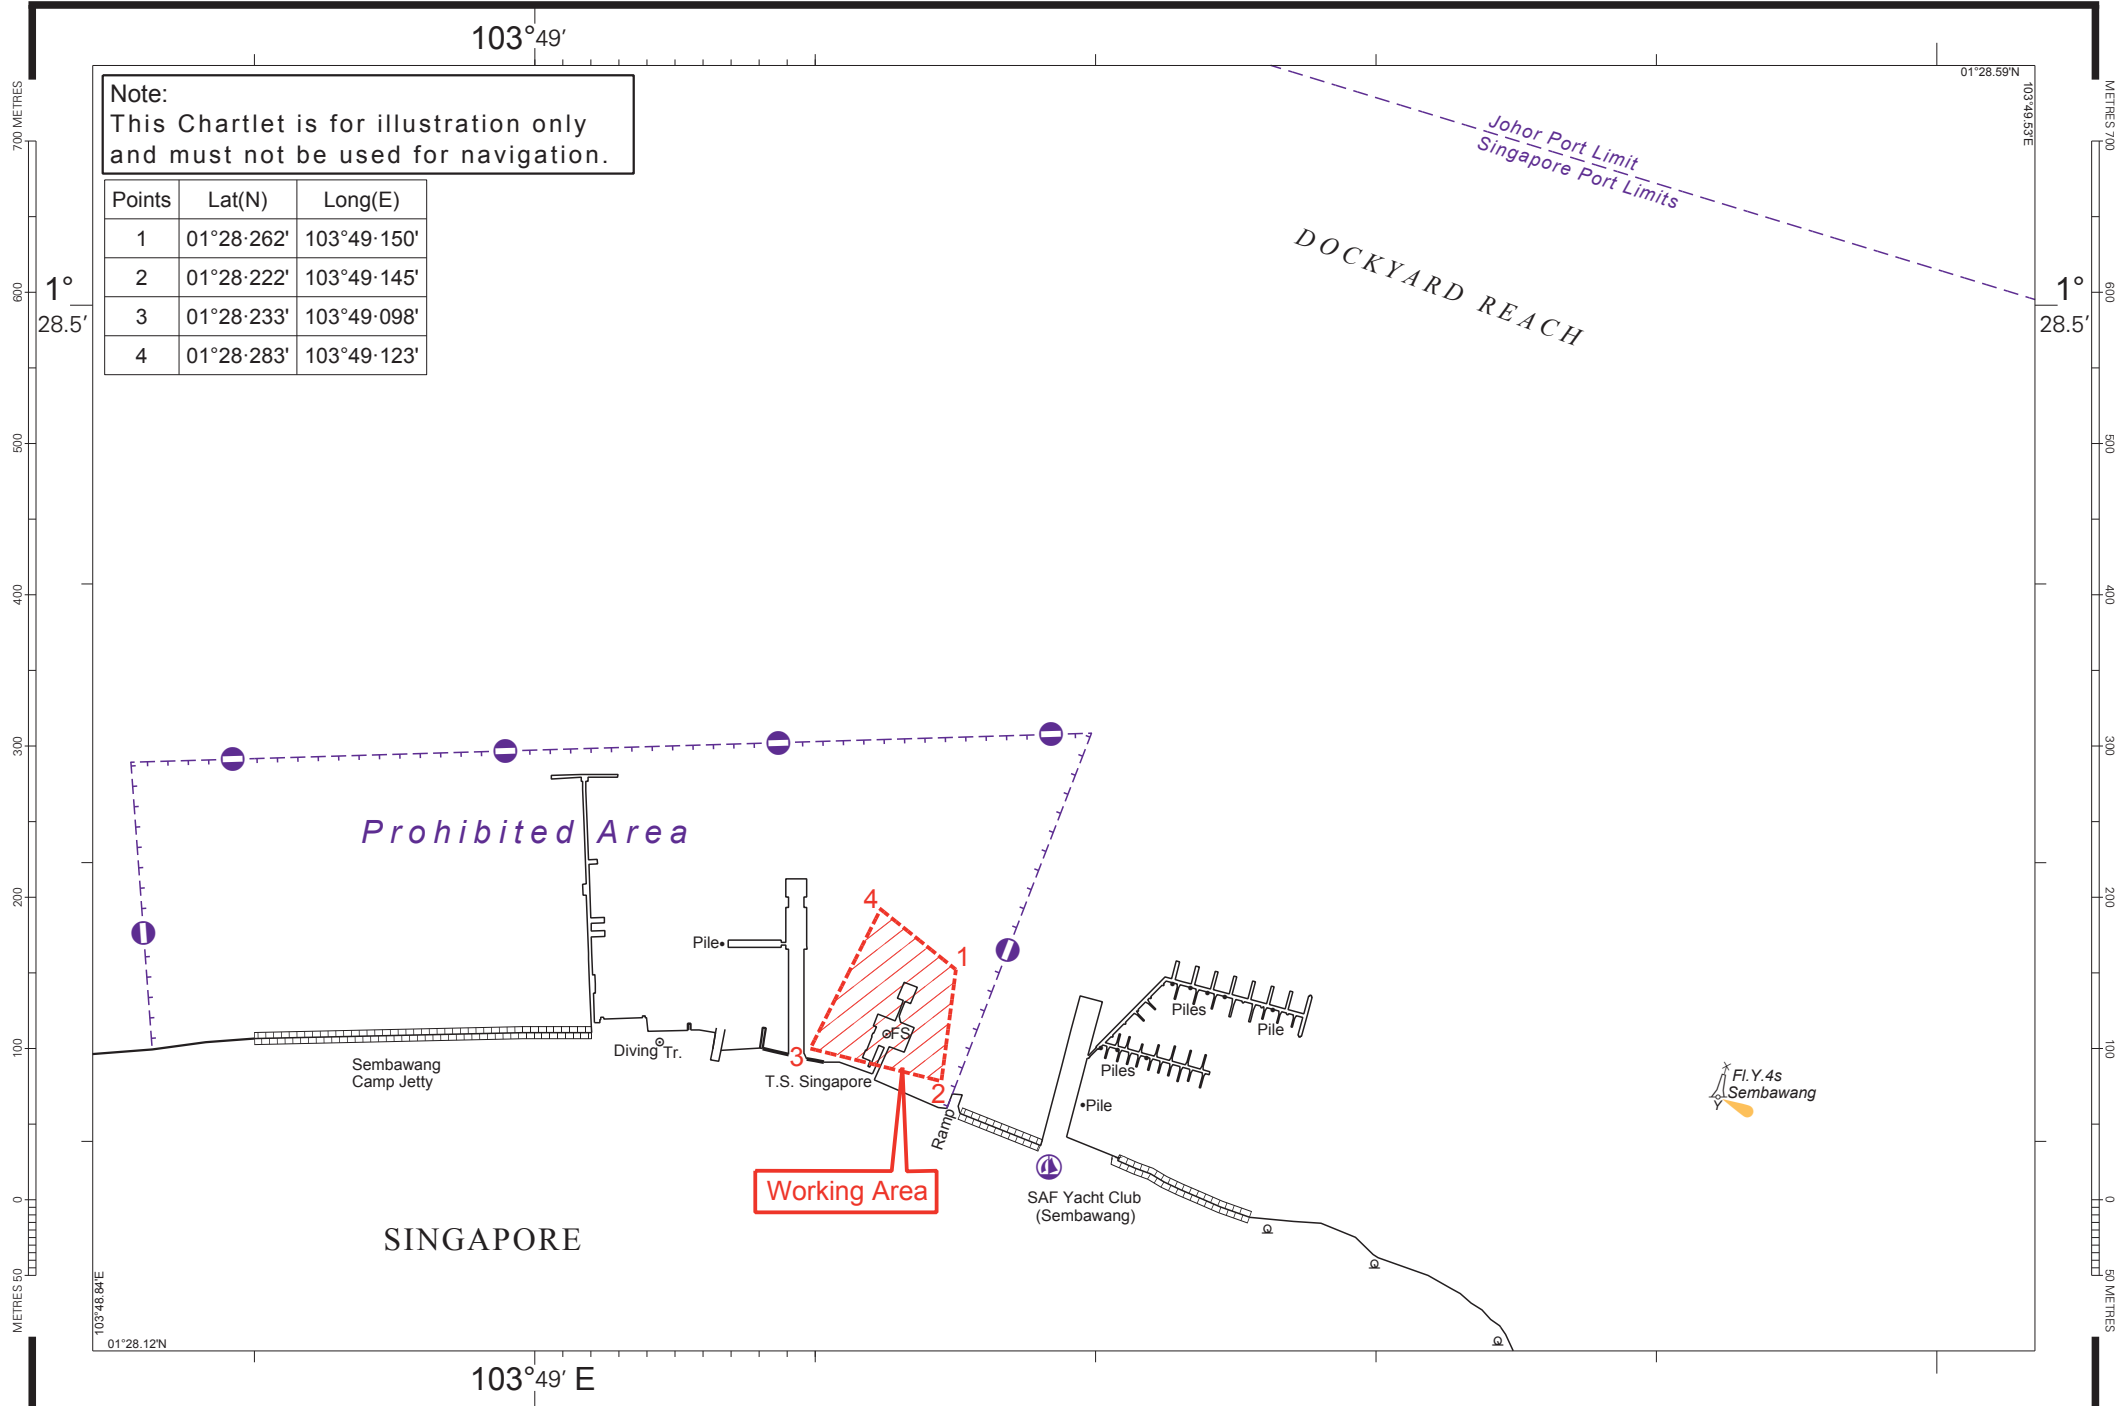 103°49′
01°28.59'N
103°49.53'E
Note:
This Chartlet is for illustration only
and must not be used for navigation.
Points Lat(N) Long(E)
1 01°28·262' 103°49·150'
2 01°28·222' 103°49·145'
3 01°28·233' 103°49·098'
4 01°28·283' 103°49·123'
METRES
700
600
500
400
300
200
100
0
50
METRES
METRES
700
600
500
400
300
200
100
0
50
METRES
1°
28.5′
1°
28.5′
Johor Port Limit
Singapore Port Limits
DOCKYARD REACH
Prohibited Area
4
1
3
2
Pile
FS
Diving Tr.
Sembawang
Camp Jetty
T.S. Singapore
Ramp
Piles
Pile
Piles
Pile
Fl.Y.4s
Sembawang
Y
Working Area
SAF Yacht Club
(Sembawang)
SINGAPORE
103°48.84'E
01°28.12'N
103°49′ E